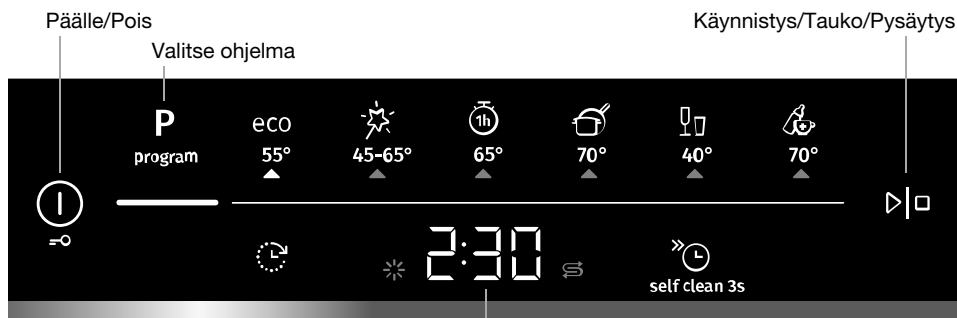 Päälle/Pois
Käynnistys/Tauko/Pysäytys
Valitse ohjelma
P
program
eco 1h
55° 45-65° 65° 70° 40° 70°
2:30
self clean 3s